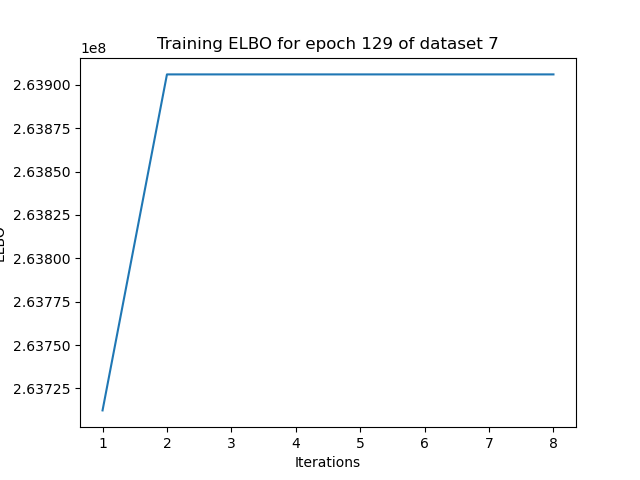 Training ELBO for epoch 129 of dataset 7
1e8
2.63900
2.63875
2.63850
2.63825
2.63800
2.63775
2.63750
2.63725
ELBO
1 2 3 4 5 6 7 8
Iterations